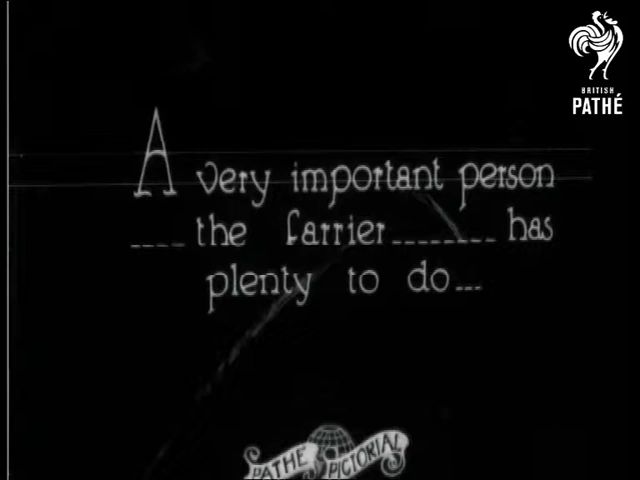 BRITISH
PATHÉ
A very important person
---- the farrier -------- has
plenty to do ---
PATHE PICTORIAL